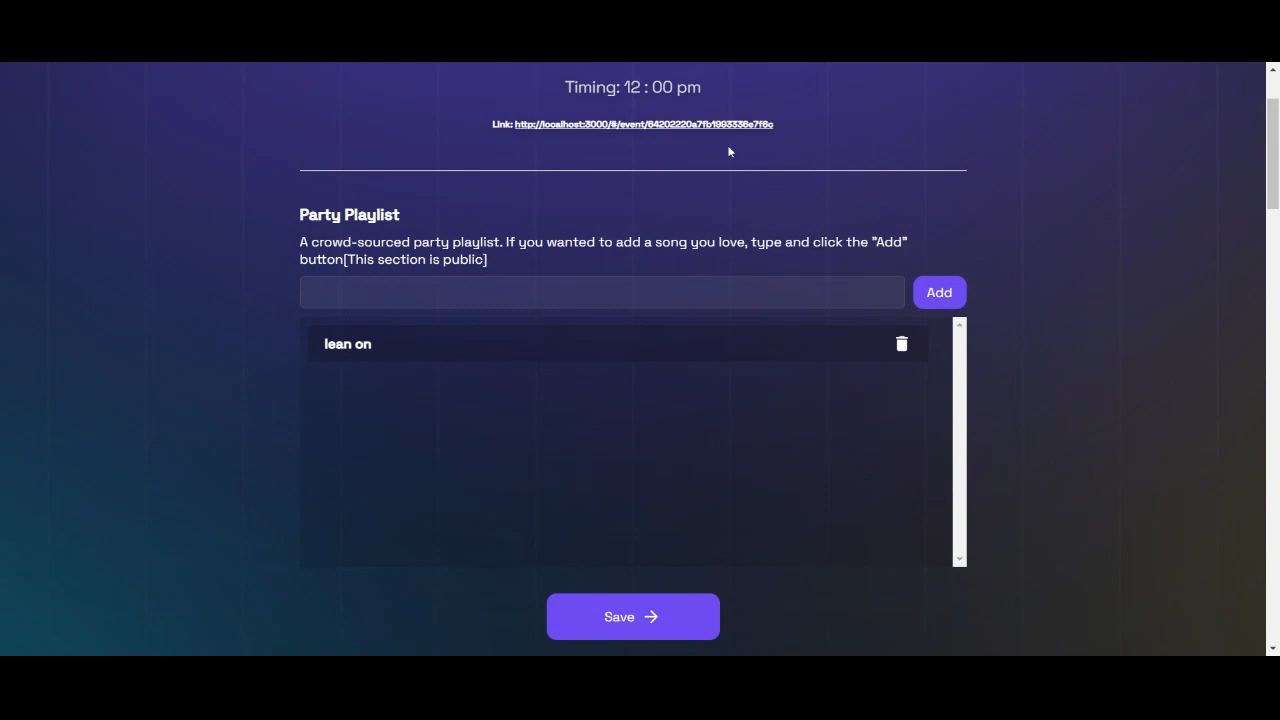 Timing: 12 : 00 pm
Link: http://localhost:3000/#/event/64202220a7fb1993336e7f6c
Party Playlist
A crowd-sourced party playlist. If you wanted to add a song you love, type and click the "Add"
button[This section is public]
Add
lean on
Save